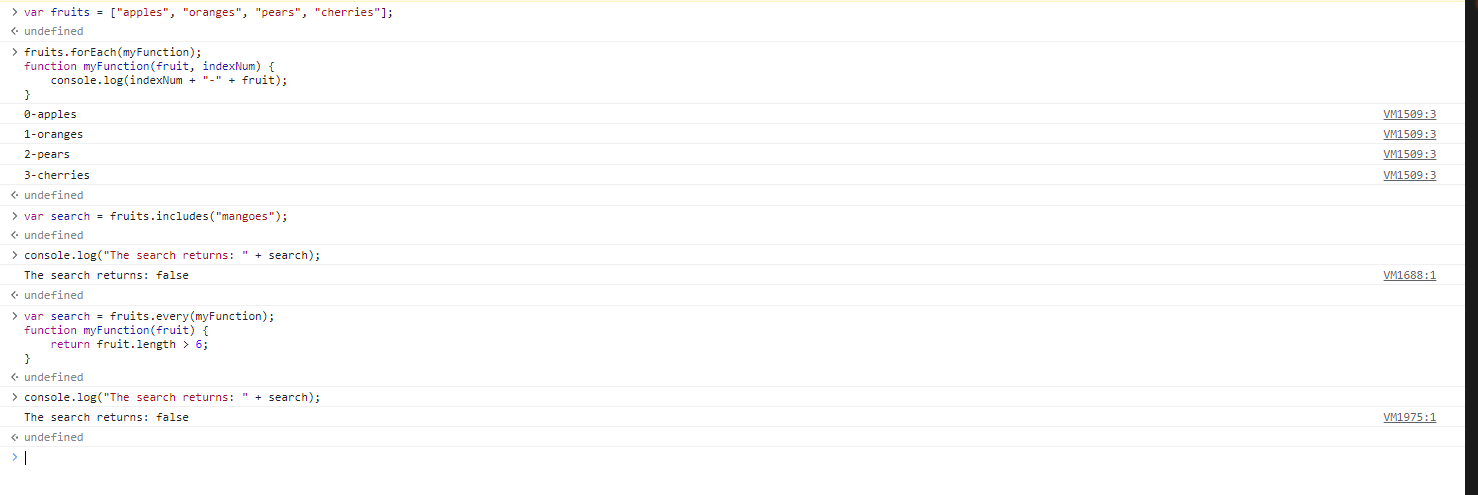 > var fruits = ["apples", "oranges", "pears", "cherries"];
< undefined
> fruits.forEach(myFunction);
function myFunction(fruit, indexNum) {
    console.log(indexNum + "-" + fruit);
}
0-apples VM1509:3
1-oranges VM1509:3
2-pears VM1509:3
3-cherries VM1509:3
< undefined
> var search = fruits.includes("mangoes");
< undefined
> console.log("The search returns: " + search);
The search returns: false VM1688:1
< undefined
> var search = fruits.every(myFunction);
function myFunction(fruit) {
    return fruit.length > 6;
}
< undefined
> console.log("The search returns: " + search);
The search returns: false VM1975:1
< undefined
>